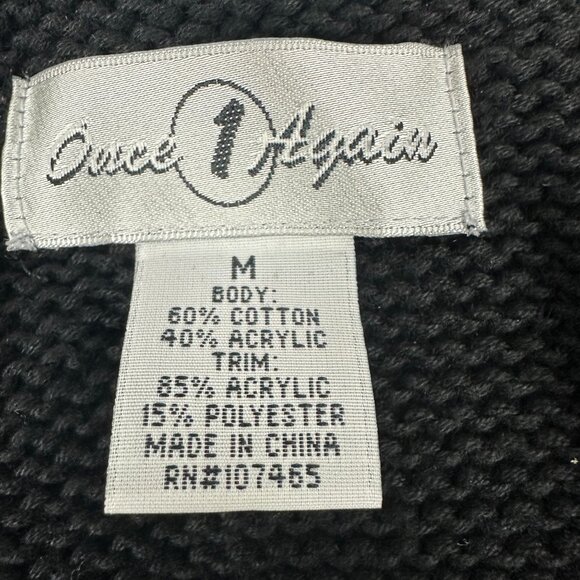 Once 1 Again
M
BODY:
60% COTTON
40% ACRYLIC
TRIM:
85% ACRYLIC
15% POLYESTER
MADE IN CHINA
RN#107465